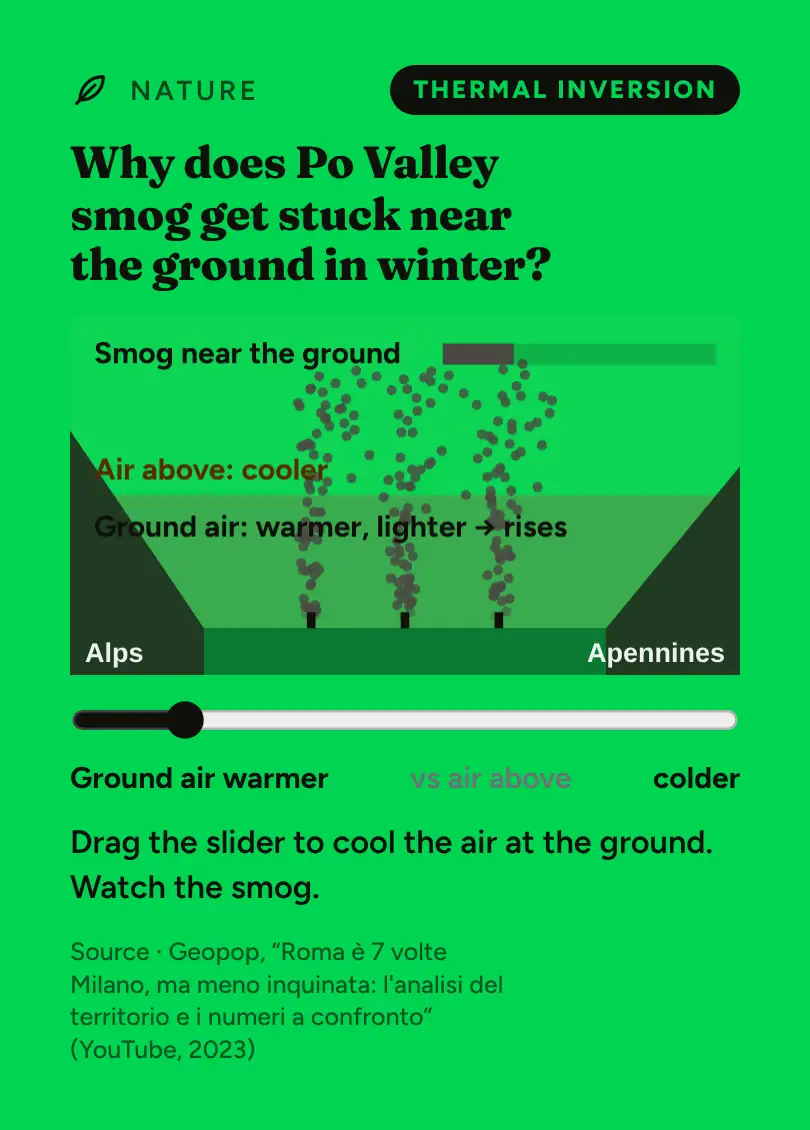 NATURE
THERMAL INVERSION
Why does Po Valley
smog get stuck near
the ground in winter?
Smog near the ground
Air above: cooler
Ground air: warmer, lighter → rises
Alps
Apennines
Ground air warmer
vs air above
colder
Drag the slider to cool the air at the ground.
Watch the smog.
Source · Geopop, “Roma è 7 volte
Milano, ma meno inquinata: l'analisi del
territorio e i numeri a confronto”
(YouTube, 2023)